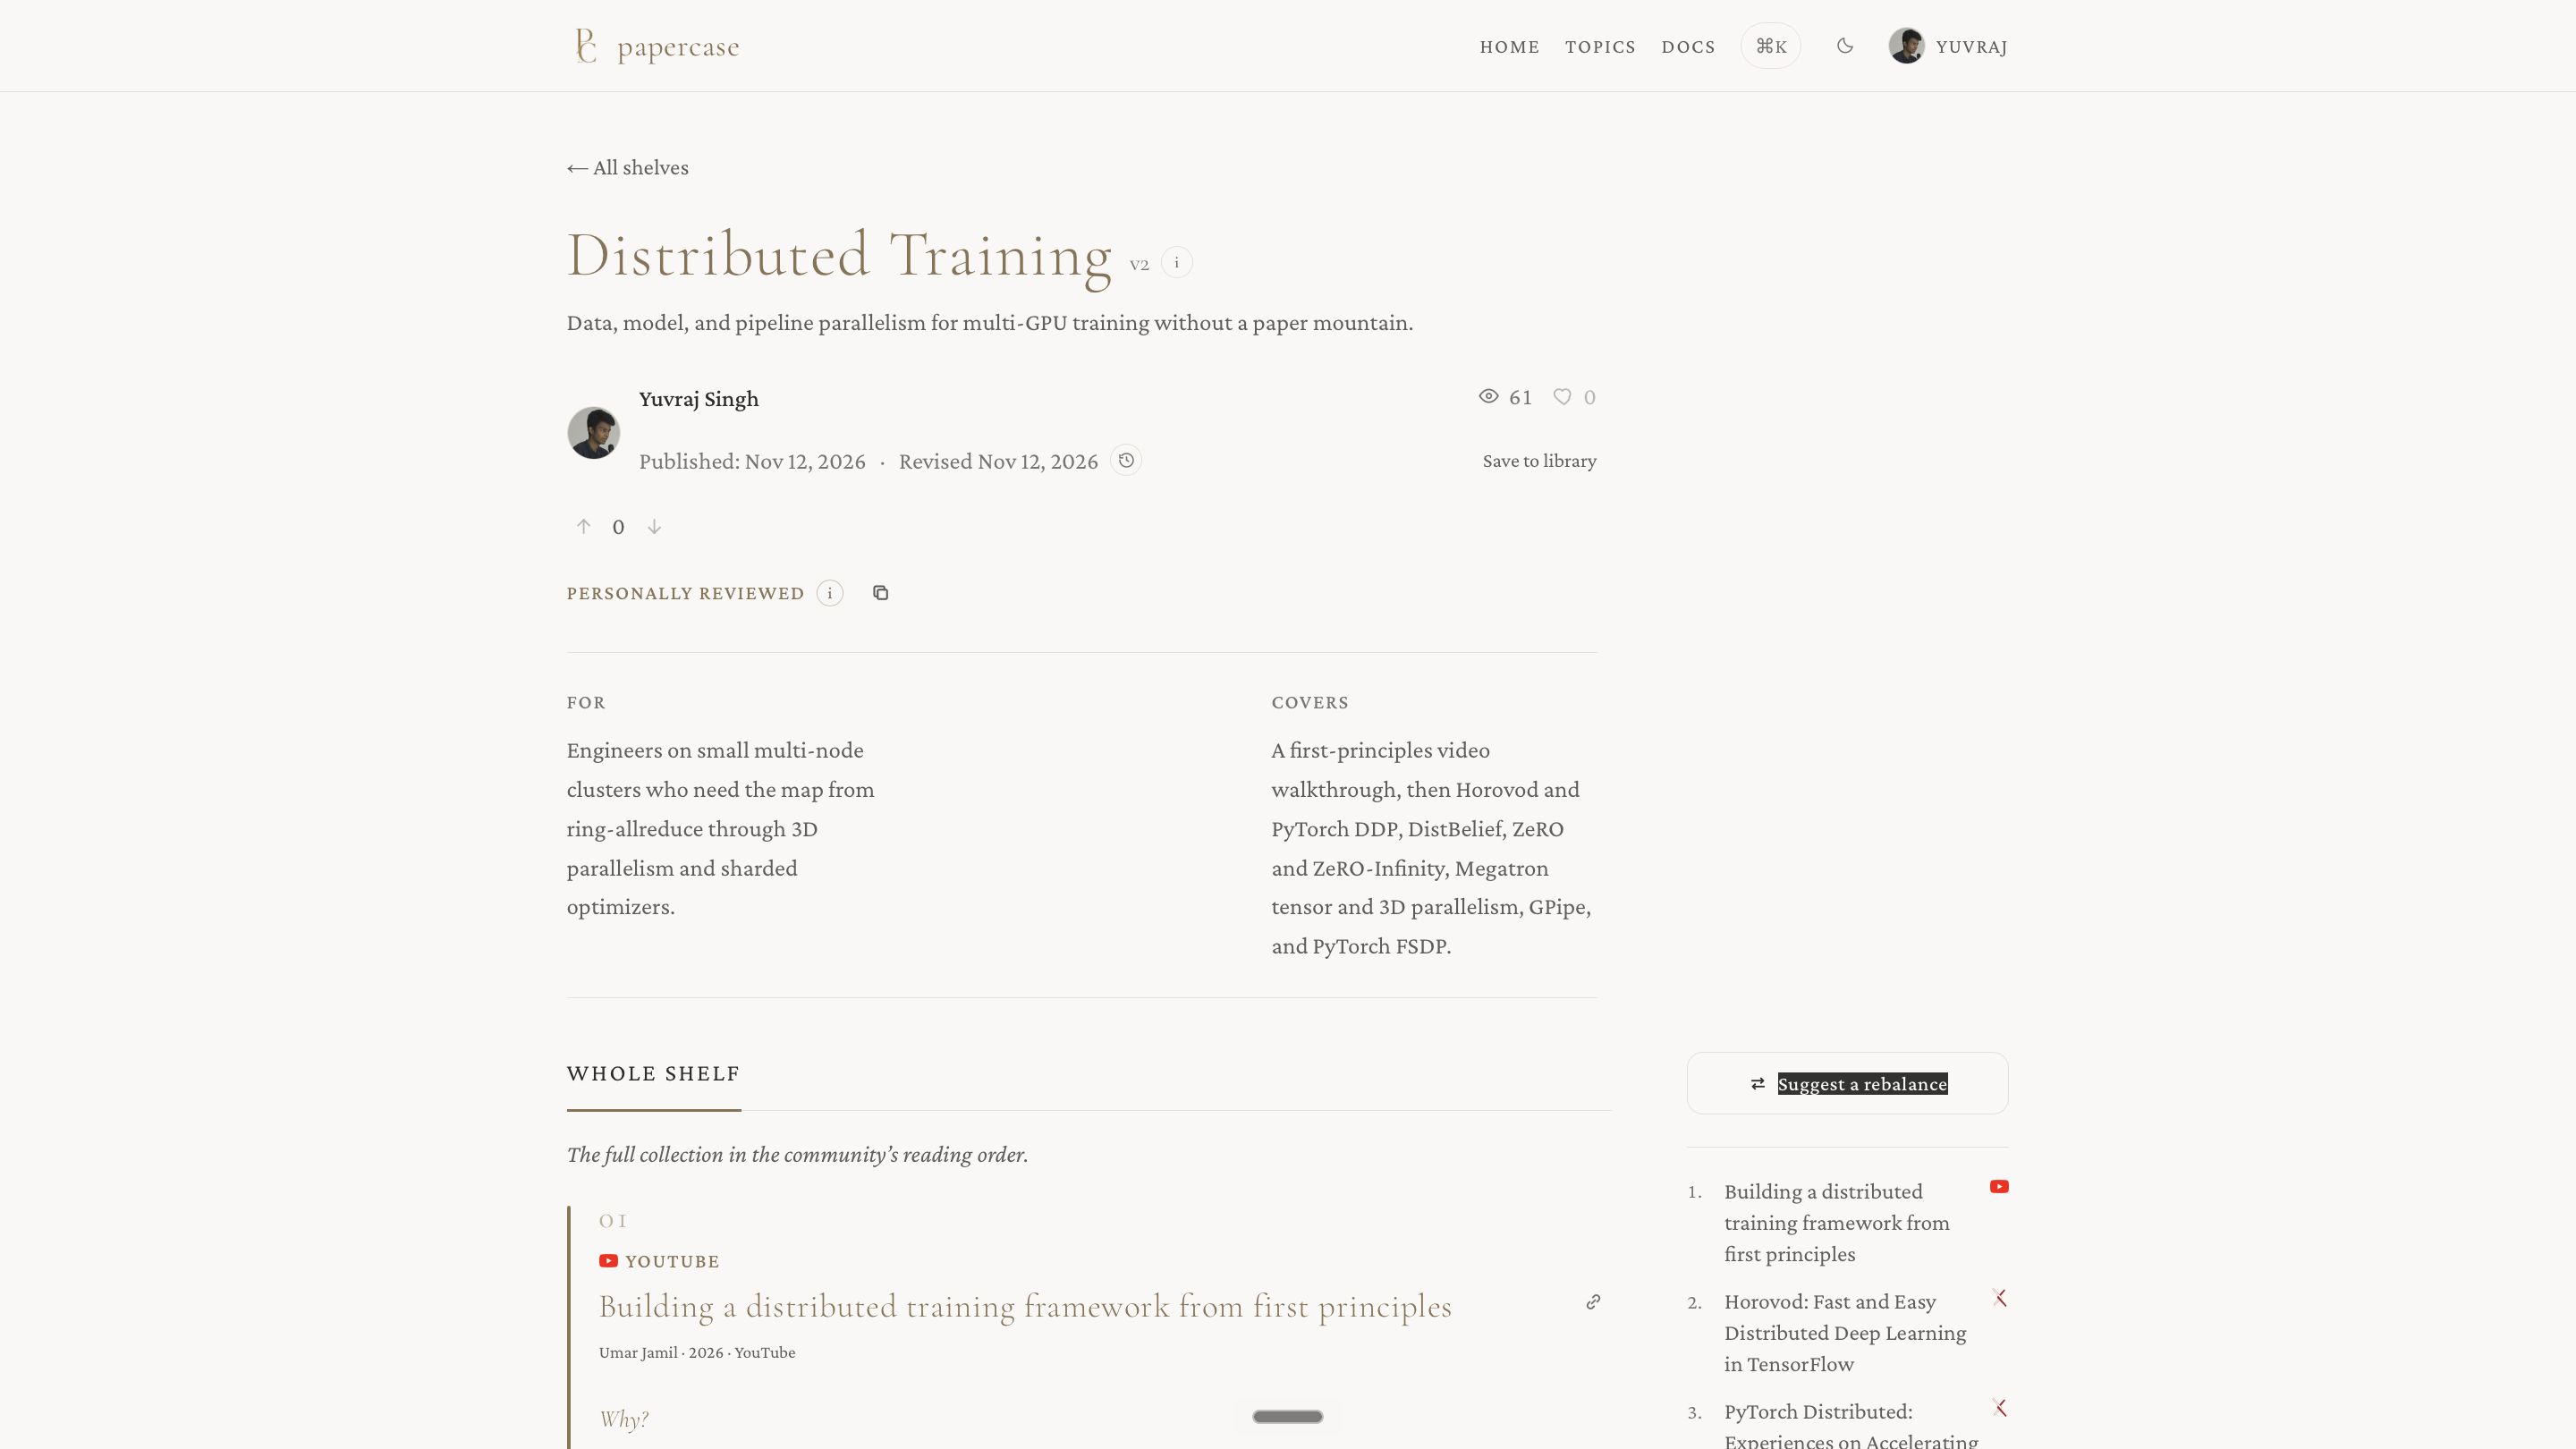 PC papercase
HOME TOPICS DOCS ⌘K YUVRAJ
← All shelves
Distributed Training v2 i
Data, model, and pipeline parallelism for multi-GPU training without a paper mountain.
Yuvraj Singh
61 0
Published: Nov 12, 2026 · Revised Nov 12, 2026
Save to library
↑ 0 ↓
PERSONALLY REVIEWED i
FOR
Engineers on small multi-node
clusters who need the map from
ring-allreduce through 3D
parallelism and sharded
optimizers.
COVERS
A first-principles video
walkthrough, then Horovod and
PyTorch DDP, DistBelief, ZeRO
and ZeRO-Infinity, Megatron
tensor and 3D parallelism, GPipe,
and PyTorch FSDP.
WHOLE SHELF
The full collection in the community’s reading order.
01
YOUTUBE
Building a distributed training framework from first principles
Umar Jamil · 2026 · YouTube
Why?
Suggest a rebalance
1. Building a distributed
training framework from
first principles
2. Horovod: Fast and Easy
Distributed Deep Learning
in TensorFlow
3. PyTorch Distributed:
Experiences on Accelerating